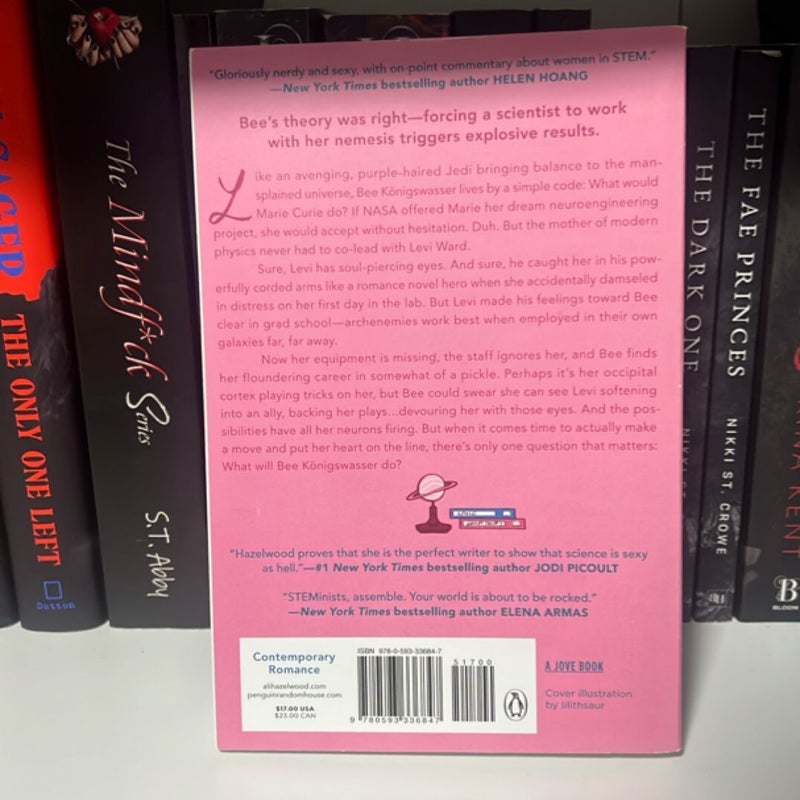 "Gloriously nerdy and sexy, with on-point commentary about women in STEM."
—New York Times bestselling author HELEN HOANG
Bee's theory was right—forcing a scientist to work
with her nemesis triggers explosive results.
Like an avenging, purple-haired Jedi bringing balance to the man-
splained universe, Bee Königswasser lives by a simple code: What would
Marie Curie do? If NASA offered Marie her dream neuroengineering
project, she would accept without hesitation. Duh. But the mother of modern
physics never had to co-lead with Levi Ward.
Sure, Levi has soul-piercing eyes. And sure, he caught her in his pow-
erfully corded arms like a romance novel hero when she accidentally damseled
in distress on her first day in the lab. But Levi made his feelings toward Bee
clear in grad school—archenemies work best when employed in their own
galaxies far, far away.
Now her equipment is missing, the staff ignores her, and Bee finds
her floundering career in somewhat of a pickle. Perhaps it's her occipital
cortex playing tricks on her, but Bee could swear she can see Levi softening
into an ally, backing her plays...devouring her with those eyes. And the pos-
sibilities have all her neurons firing. But when it comes time to actually make
a move and put her heart on the line, there's only one question that matters:
What will Bee Königswasser do?
"Hazelwood proves that she is the perfect writer to show that science is sexy
as hell."—#1 New York Times bestselling author JODI PICOULT
"STEMinists, assemble. Your world is about to be rocked."
—New York Times bestselling author ELENA ARMAS
Contemporary
Romance
alihazelwood.com
penguinrandomhouse.com
$17.00 USA
$23.00 CAN
ISBN 978-0-593-33684-7
51700
9 780593 336847
A JOVE BOOK
Cover illustration
by lilithsaur
THE ONLY ONE LEFT
SAGER
Dutton
The Mindf*ck Series
S.T. Abby
THE DARK ONE
NIKKI ST.
THE FAE PRINCES
NIKKI ST. CROWE
KENT
B
BLOOM